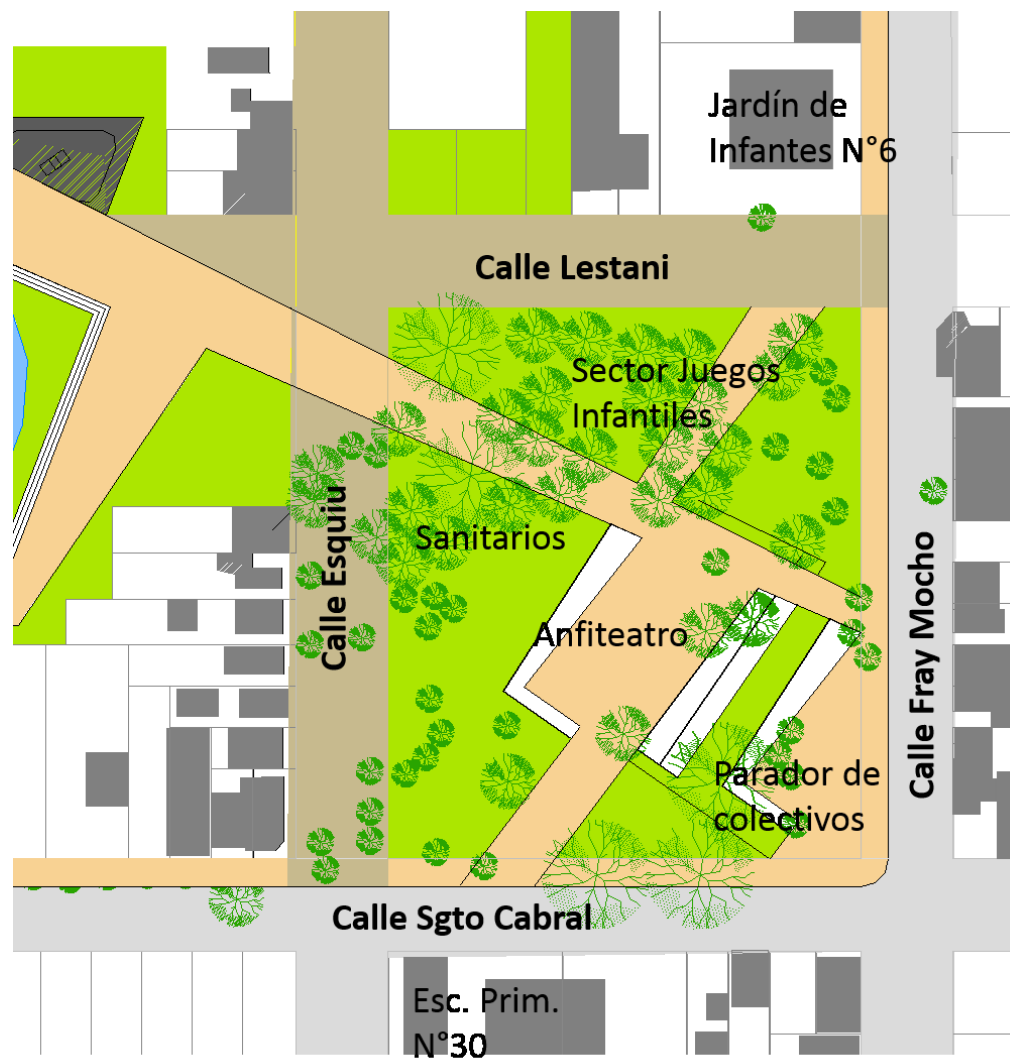 Jardín de
Infantes N°6
Calle Lestani
Sector Juegos
Infantiles
Sanitarios
Calle Esquiu
Anfiteatro
Calle Fray Mocho
Parador de
colectivos
Calle Sgto Cabral
Esc. Prim.
N°30